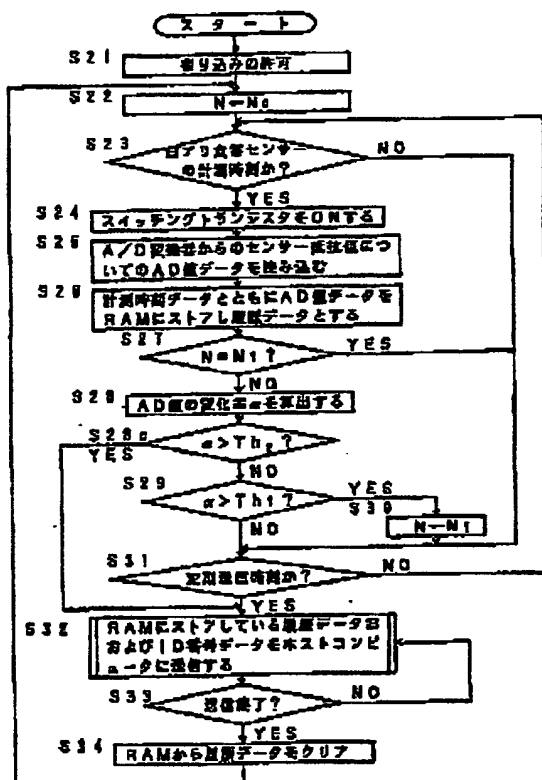 スタート
S21
割り込みの許可
S22
N←N0
S23
白アリ食害センサー
の計測時刻か？
NO
YES
S24
スイッチングトランジスタをONする
S25
A/D変換器からのセンサー抵抗値につ
いてのAD値データを読み込む
S26
計測時間データとともにAD値データを
RAMにストアし履歴データとする
S27
N=N1？
YES
NO
S28
AD値の変化率αを算出する
S28a
YES
α>Th2？
NO
S29
α>Th1？
YES
S30
N←N1
NO
S31
定期送信時刻か？
NO
YES
S32
RAMにストアしている履歴データお
およびID番号データをホストコンピ
ュータに送信する
S33
送信終了？
NO
YES
S34
RAMから履歴データをクリア